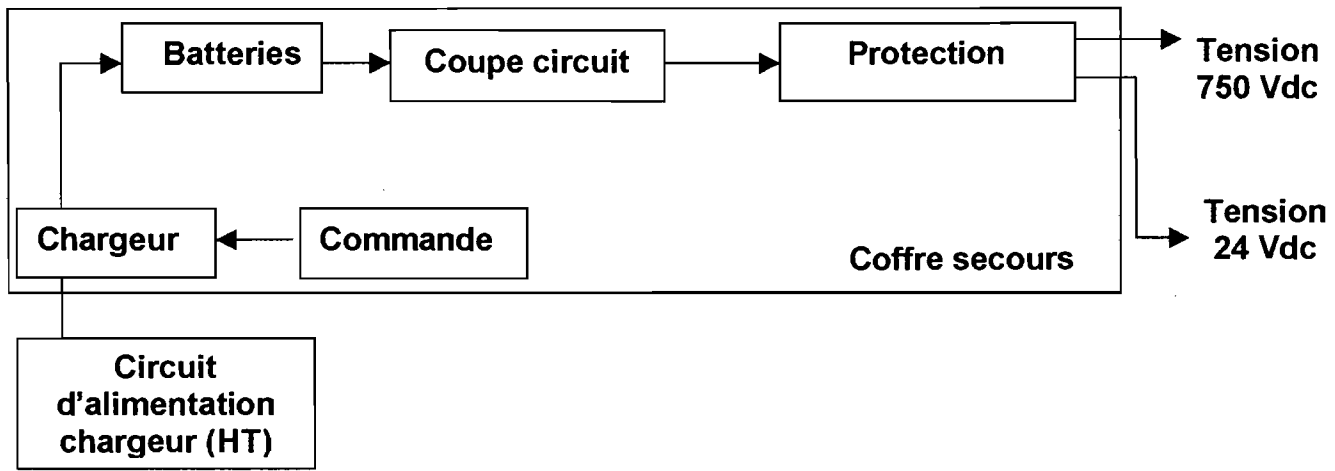 Batteries
Coupe circuit
Protection
Tension
750 Vdc
Chargeur
Commande
Coffre secours
Tension
24 Vdc
Circuit
d'alimentation
chargeur (HT)